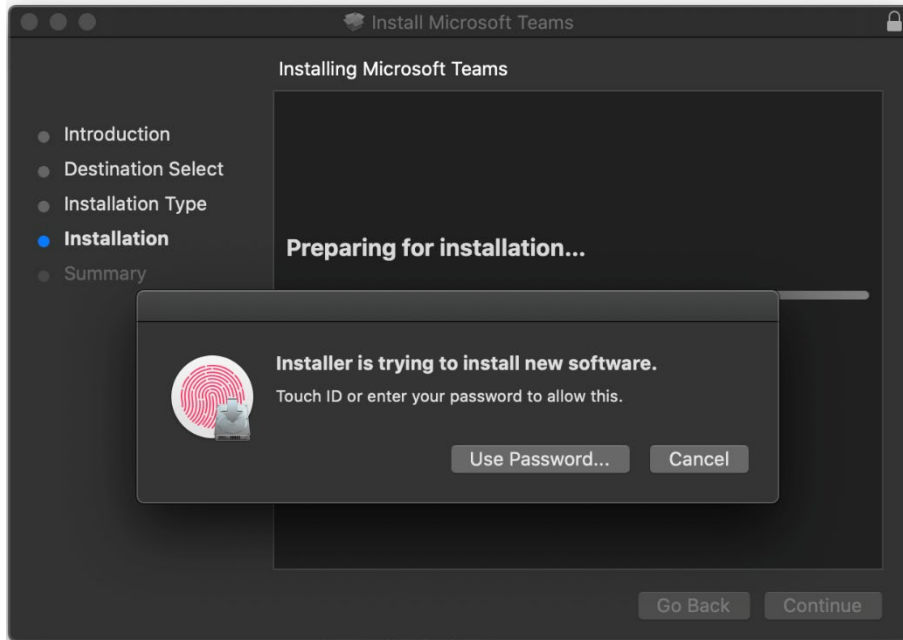 Install Microsoft Teams
Installing Microsoft Teams
Introduction
Destination Select
Installation Type
Installation
Summary
Preparing for installation...
Installer is trying to install new software.
Touch ID or enter your password to allow this.
Use Password... Cancel
Go Back Continue